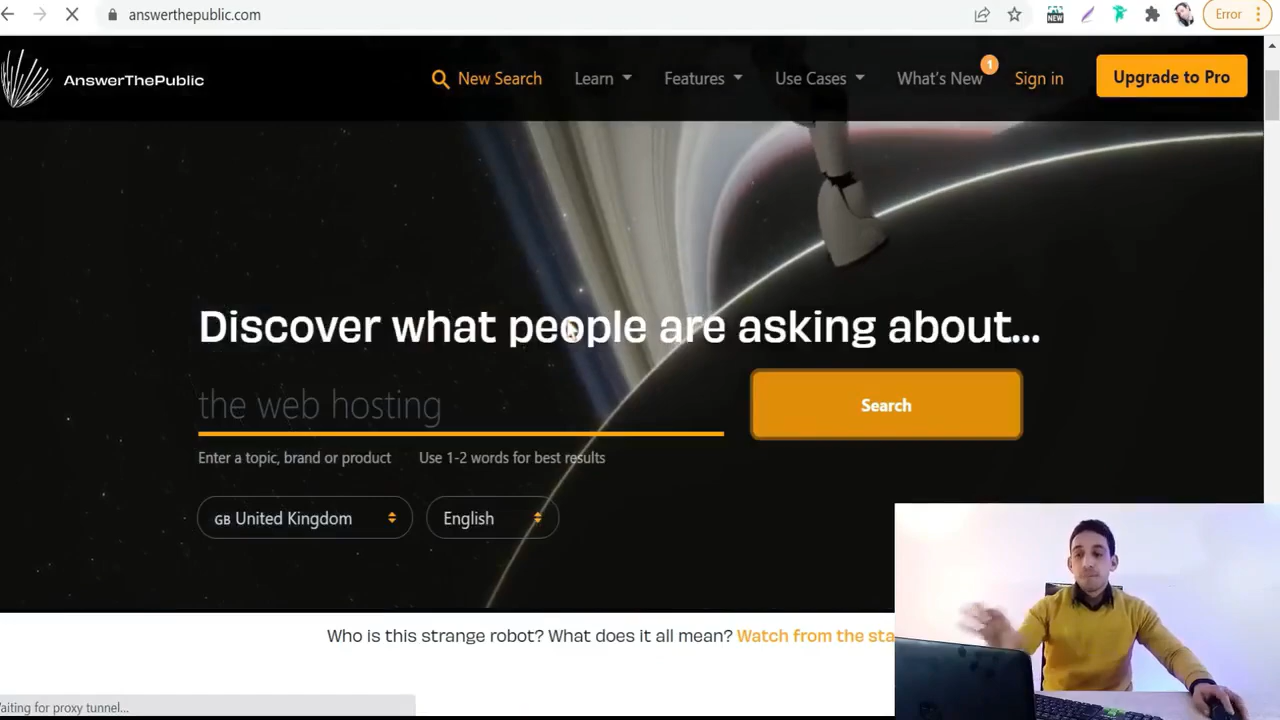 answerthepublic.com
NEW
Error
AnswerThePublic
New Search
Learn
Features
Use Cases
What's New
1
Sign in
Upgrade to Pro
Discover what people are asking about...
the web hosting
Search
Enter a topic, brand or product
Use 1-2 words for best results
GB United Kingdom
English
Who is this strange robot? What does it all mean? Watch from the sta
aiting for proxy tunnel...